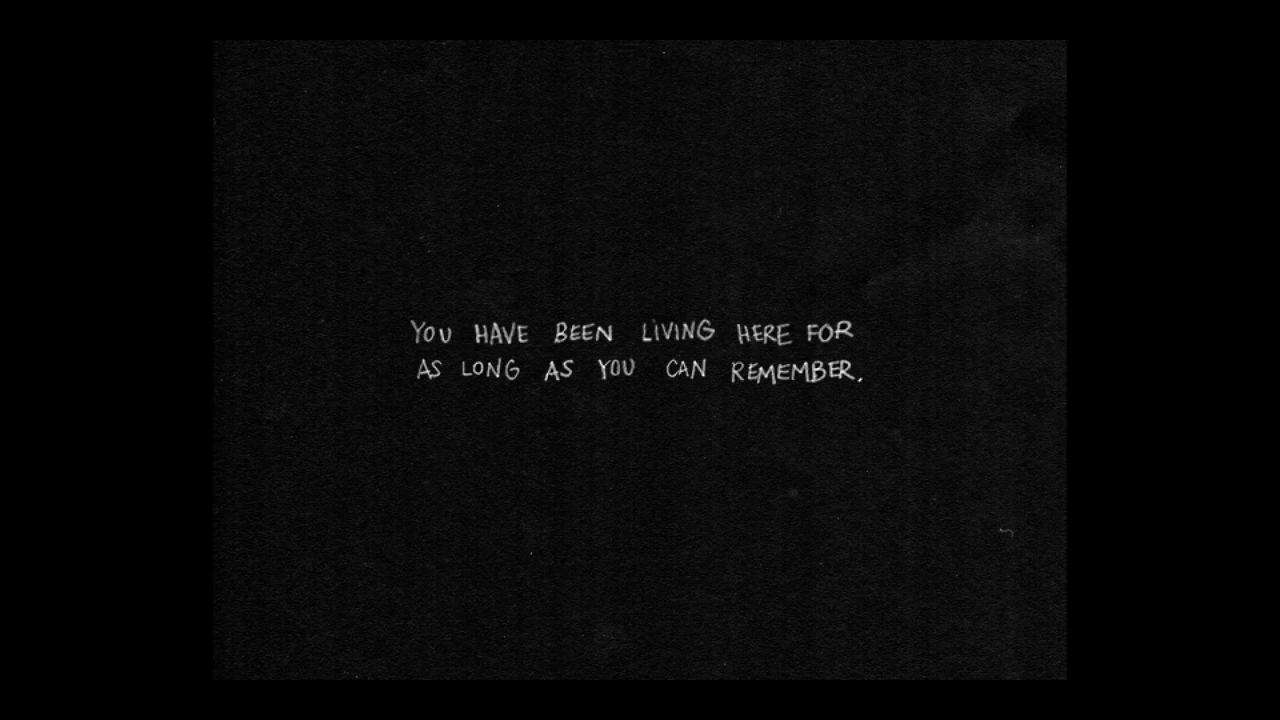 YOU HAVE BEEN LIVING HERE FOR
AS LONG AS YOU CAN REMEMBER.